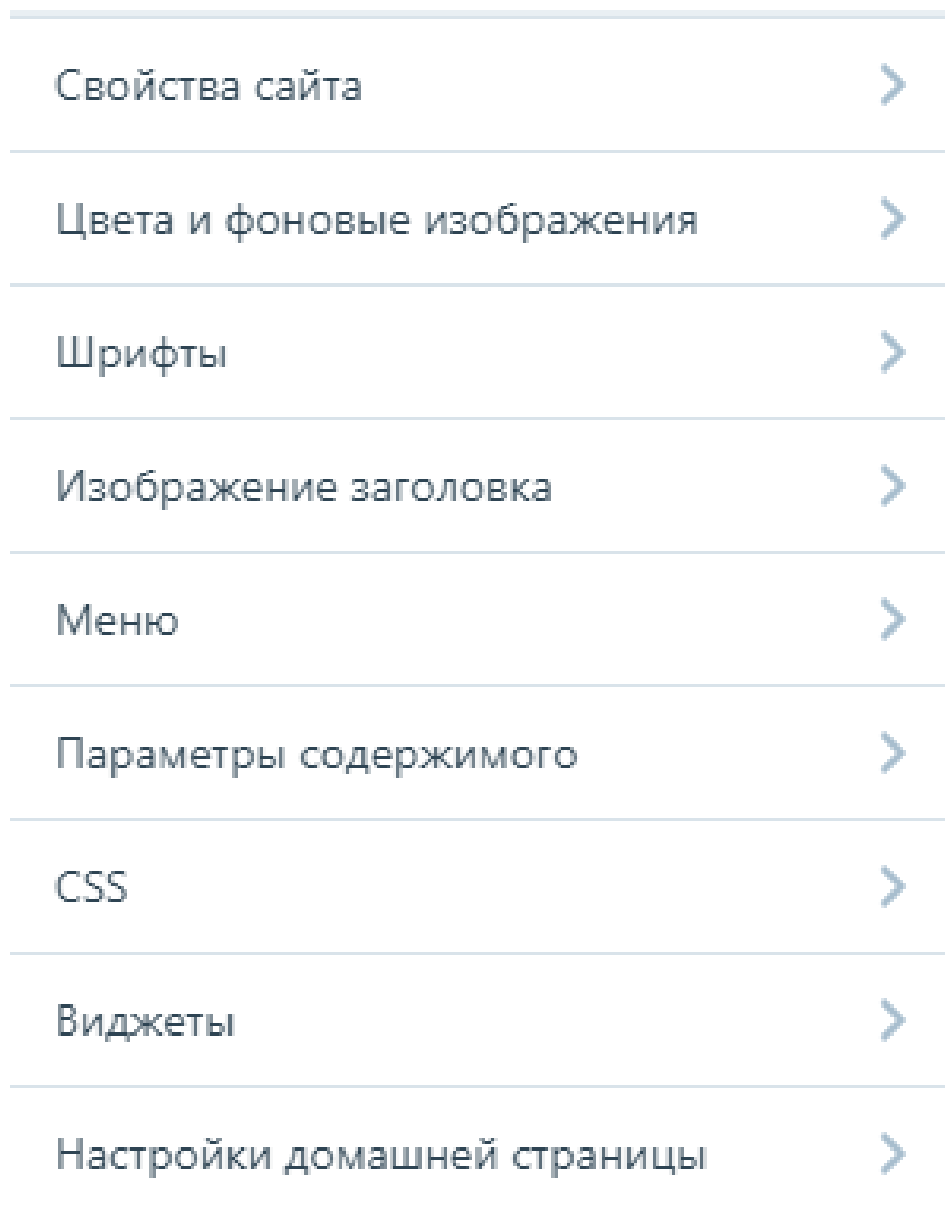 Свойства сайта
Цвета и фоновые изображения
Шрифты
Изображение заголовка
Меню
Параметры содержимого
CSS
Виджеты
Настройки домашней страницы